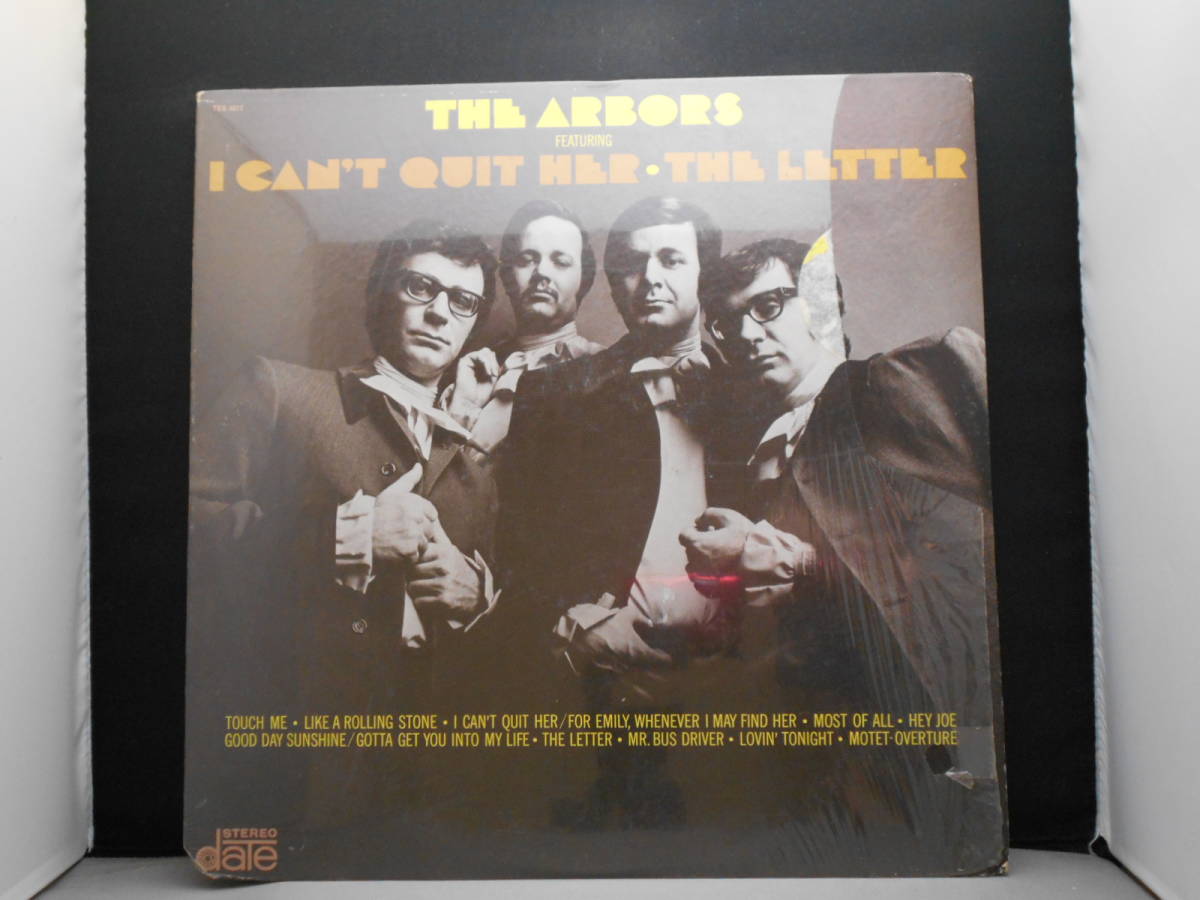 TES 4017
THE ARBORS
FEATURING
I CAN'T QUIT HER • THE LETTER
TOUCH ME • LIKE A ROLLING STONE • I CAN'T QUIT HER/FOR EMILY, WHENEVER I MAY FIND HER • MOST OF ALL • HEY JOE
GOOD DAY SUNSHINE/GOTTA GET YOU INTO MY LIFE • THE LETTER • MR. BUS DRIVER • LOVIN' TONIGHT • MOTET-OVERTURE
STEREO
date